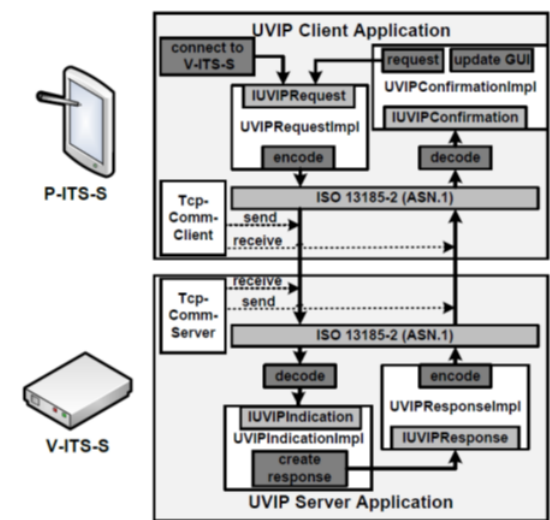 UVIP Client Application
connect to
V-ITS-S
request
update GUI
UVIPConfirmationImpl
IUVIPRequest
UVIPRequestImpl
IUVIPConfirmation
encode
decode
P-ITS-S
ISO 13185-2 (ASN.1)
Tcp-
Comm-
Client
send
receive
receive
send
Tcp-
Comm-
Server
ISO 13185-2 (ASN.1)
decode
encode
IUVIPIndication
UVIPIndicationImpl
UVIPResponseImpl
IUVIPResponse
create
response
V-ITS-S
UVIP Server Application